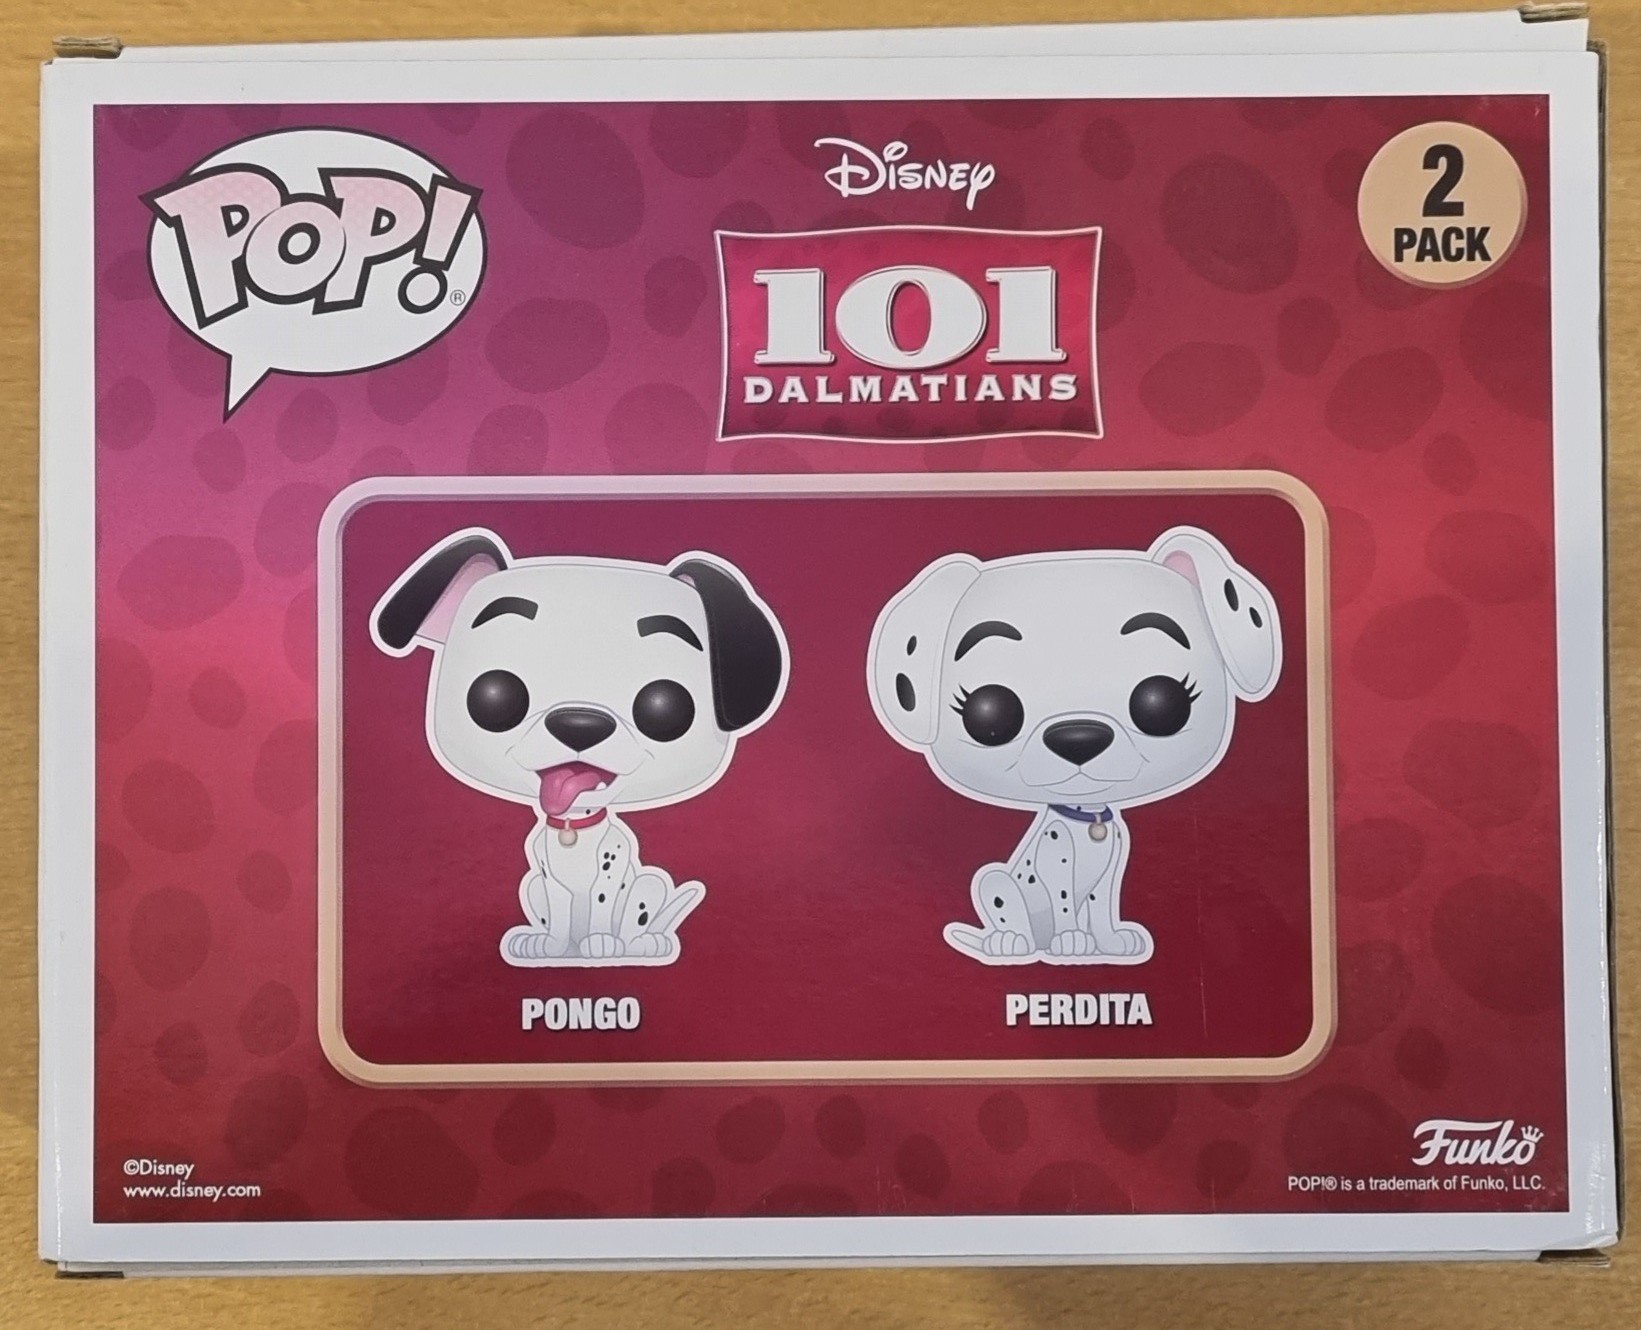 POP!®
DISNEY
2
PACK
101
DALMATIANS
PONGO
PERDITA
©Disney
www.disney.com
Funko
POP!® is a trademark of Funko, LLC.